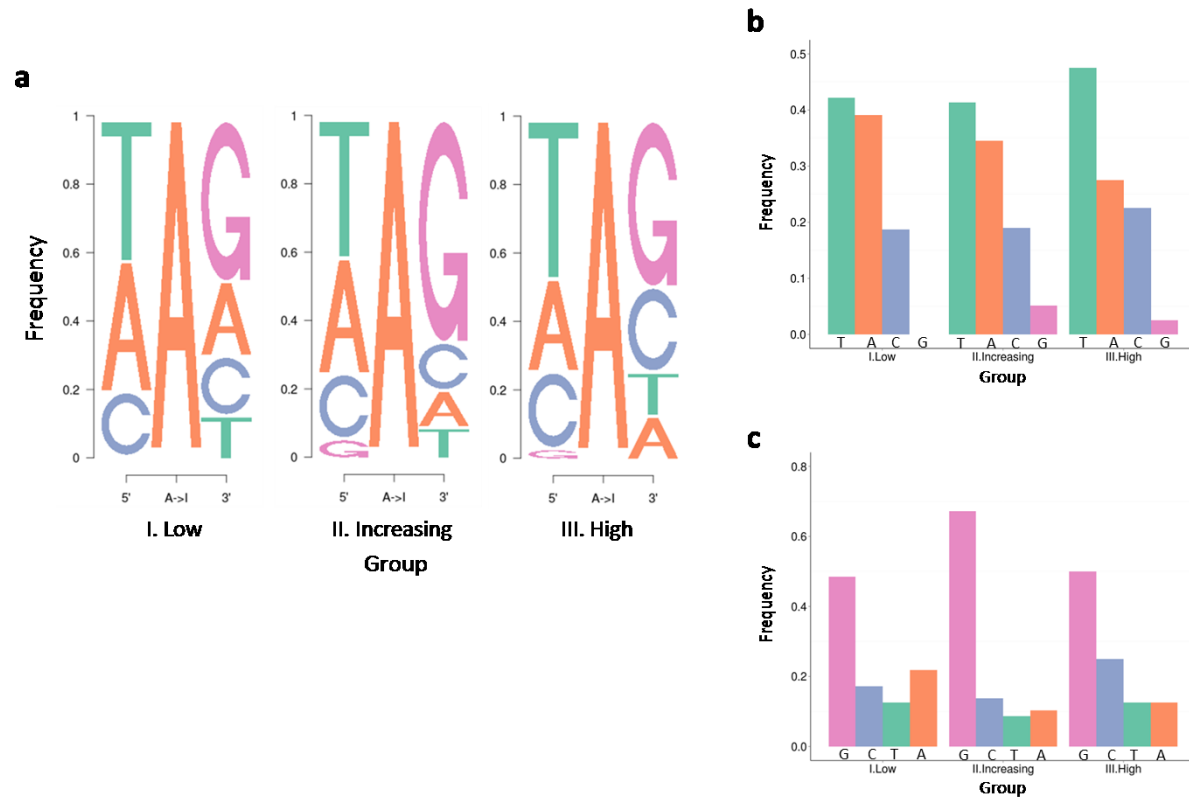 a
Frequency
1
0.8
0.6
0.4
0.2
0
T A G
A A
C C
T
5' A->I 3'
I. Low
1
0.8
0.6
0.4
0.2
0
T A G
A C
C A
G T
5' A->I 3'
II. Increasing
1
0.8
0.6
0.4
0.2
0
T A G
A C
C T
G A
5' A->I 3'
III. High
Group
b
Frequency
0.5
0.4
0.3
0.2
0.1
0.0
T A C G T A C G T A C G
I.Low II.Increasing III.High
Group
c
Frequency
0.8
0.6
0.4
0.2
0.0
G C T A G C T A G C T A
I.Low II.Increasing III.High
Group